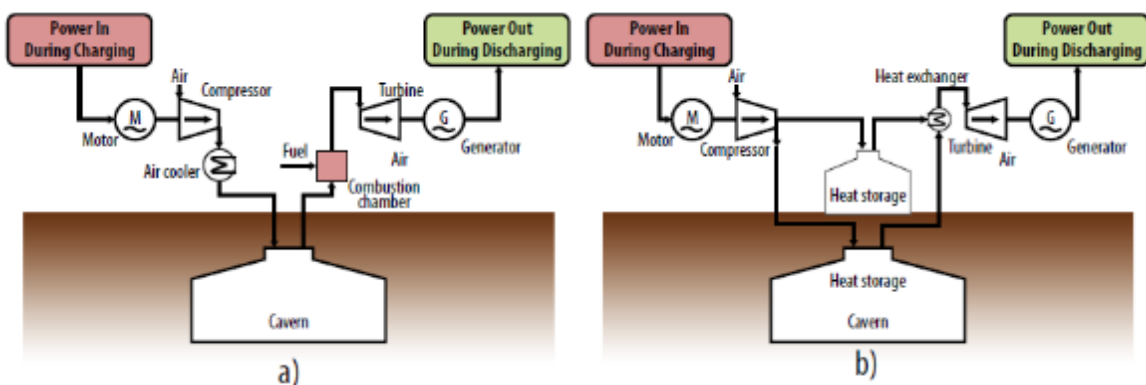 Power In
During Charging
Power Out
During Discharging
Air
Compressor
Turbine
M
G
Motor
Air cooler
Fuel
Air
Generator
Combustion
chamber
Cavern
a)
Power In
During Charging
Power Out
During Discharging
Air
Heat exchanger
M
G
Motor
Compressor
Turbine
Air
Generator
Heat storage
Heat storage
Cavern
b)